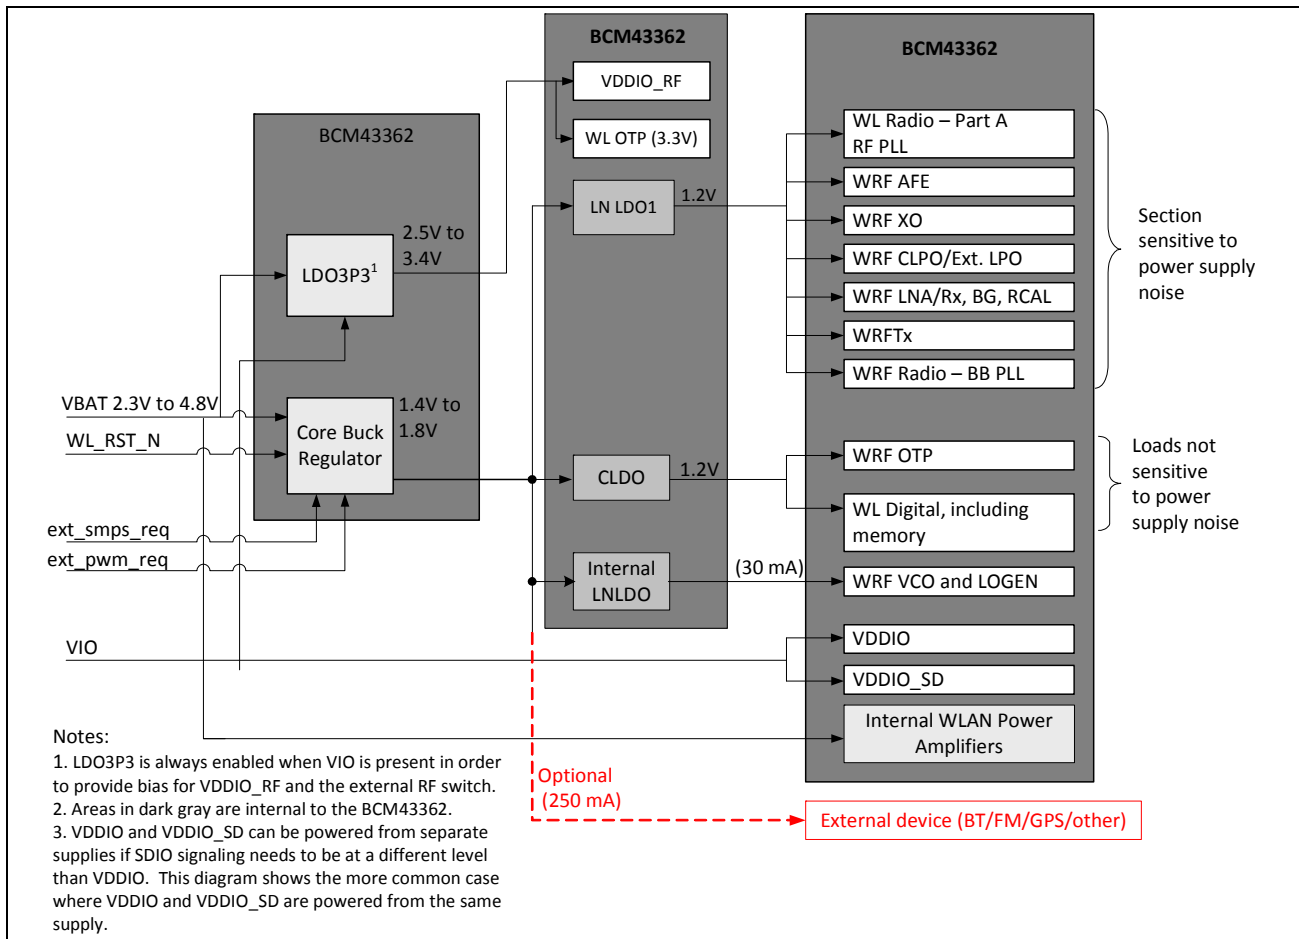 BCM43362
LDO3P31
2.5V to
3.4V
Core Buck
Regulator
1.4V to
1.8V
VBAT 2.3V to 4.8V
WL_RST_N
ext_smps_req
ext_pwm_req
VIO
BCM43362
VDDIO_RF
WL OTP (3.3V)
LN LDO1
1.2V
CLDO
1.2V
Internal
LNLDO
(30 mA)
BCM43362
WL Radio – Part A
RF PLL
WRF AFE
WRF XO
WRF CLPO/Ext. LPO
WRF LNA/Rx, BG, RCAL
WRFTx
WRF Radio – BB PLL
WRF OTP
WL Digital, including
memory
WRF VCO and LOGEN
VDDIO
VDDIO_SD
Internal WLAN Power
Amplifiers
Section
sensitive to
power supply
noise
Loads not
sensitive
to power
supply noise
Optional
(250 mA)
External device (BT/FM/GPS/other)
Notes:
1. LDO3P3 is always enabled when VIO is present in order
to provide bias for VDDIO_RF and the external RF switch.
2. Areas in dark gray are internal to the BCM43362.
3. VDDIO and VDDIO_SD can be powered from separate
supplies if SDIO signaling needs to be at a different level
than VDDIO. This diagram shows the more common case
where VDDIO and VDDIO_SD are powered from the same
supply.